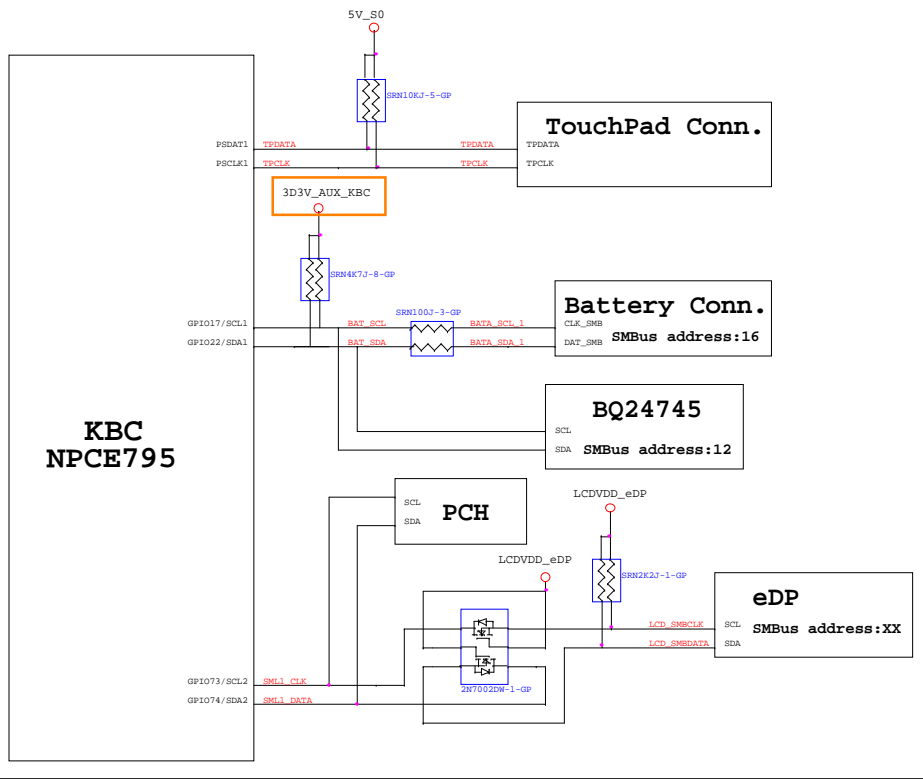 5V_S0
SRN10KJ-5-GP
TouchPad Conn.
PSDAT1 TPDATA TPDATA TPDATA
PSCLK1 TPCLK TPCLK TPCLK
3D3V_AUX_KBC
SRN4K7J-8-GP
Battery Conn.
SRN100J-3-GP
GPIO17/SCL1 BAT_SCL BATA_SCL_1 CLK_SMB
GPIO22/SDA1 BAT_SDA BATA_SDA_1 DAT_SMB SMBus address:16
BQ24745
SCL
SDA SMBus address:12
KBC
NPCE795
SCL
SDA
PCH
LCDVDD_eDP
LCDVDD_eDP
SRN2K2J-1-GP
eDP
LCD_SMBCLK SCL SMBus address:XX
LCD_SMBDATA SDA
GPIO73/SCL2 SML1_CLK
2N7002DW-1-GP
GPIO74/SDA2 SML1_DATA